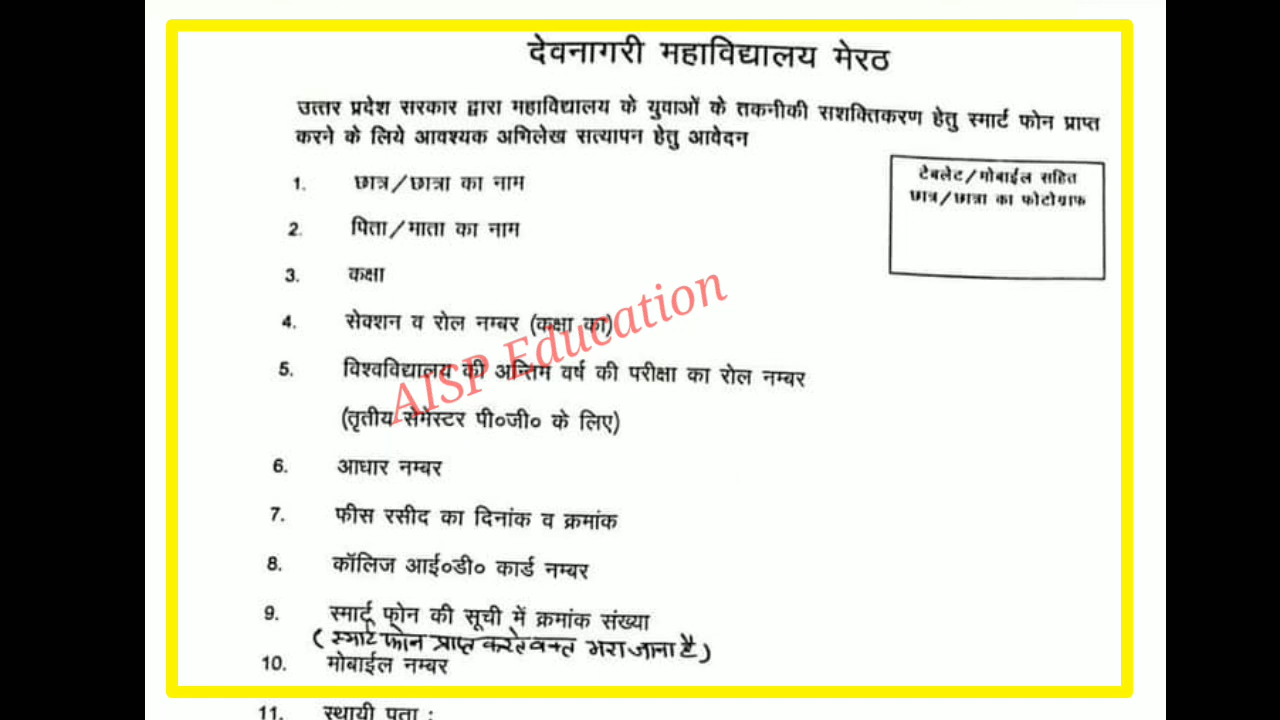 देवनागरी महाविद्यालय मेरठ
उत्तर प्रदेश सरकार द्वारा महाविद्यालय के युवाओं के तकनीकी सशक्तिकरण हेतु स्मार्ट फोन प्राप्त
करने के लिये आवश्यक अभिलेख सत्यापन हेतु आवेदन
टैबलेट/मोबाईल सहित
छात्र/छात्रा का फोटोग्राफ
1. छात्र/छात्रा का नाम
2. पिता/माता का नाम
3. कक्षा
4. सेक्शन व रोल नम्बर (कक्षा का)
5. विश्वविद्यालय की अन्तिम वर्ष की परीक्षा का रोल नम्बर
(तृतीय सेमेस्टर पी०जी० के लिए)
AISP Education
6. आधार नम्बर
7. फीस रसीद का दिनांक व क्रमांक
8. कॉलिज आई०डी० कार्ड नम्बर
9. स्मार्ट फोन की सूची में क्रमांक संख्या
(स्मार्ट फोन प्राप्त करते वक्त भरा जाना है)
10. मोबाईल नम्बर
11. स्थायी पता :